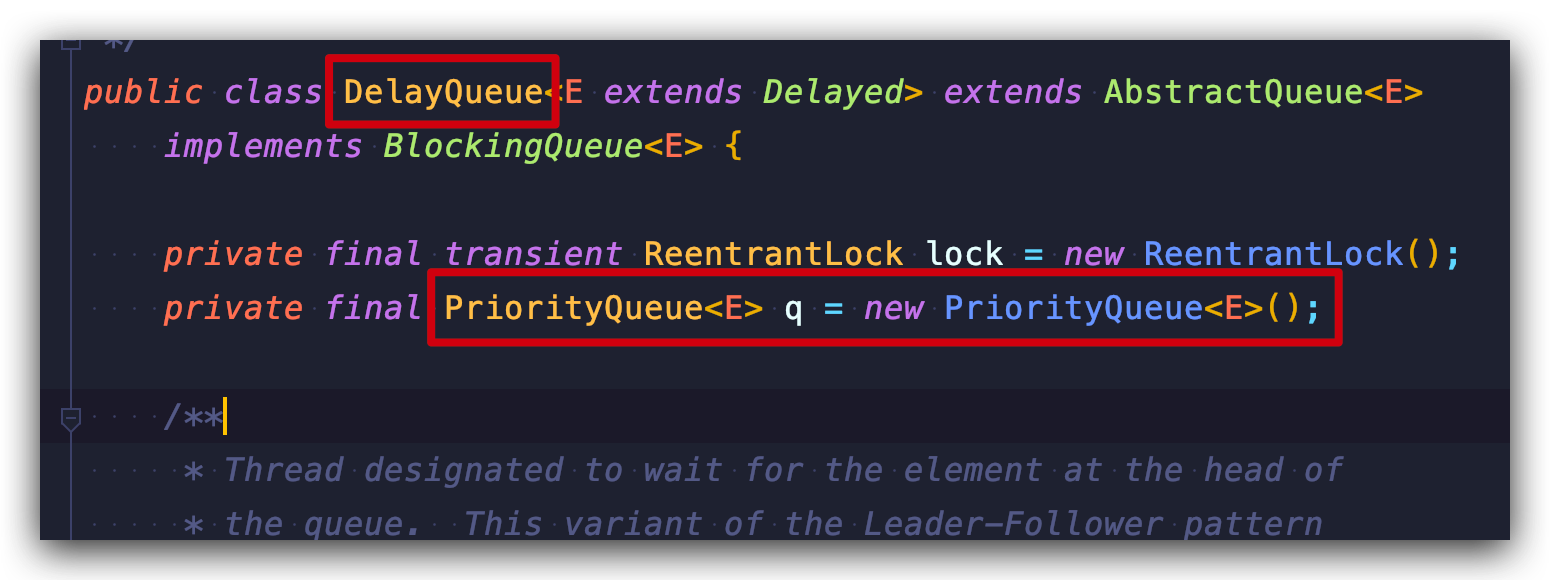 */
public class DelayQueue<E extends Delayed> extends AbstractQueue<E>
    implements BlockingQueue<E> {
    private final transient ReentrantLock lock = new ReentrantLock();
    private final PriorityQueue<E> q = new PriorityQueue<E>();
    /**
     * Thread designated to wait for the element at the head of
     * the queue.  This variant of the Leader-Follower pattern